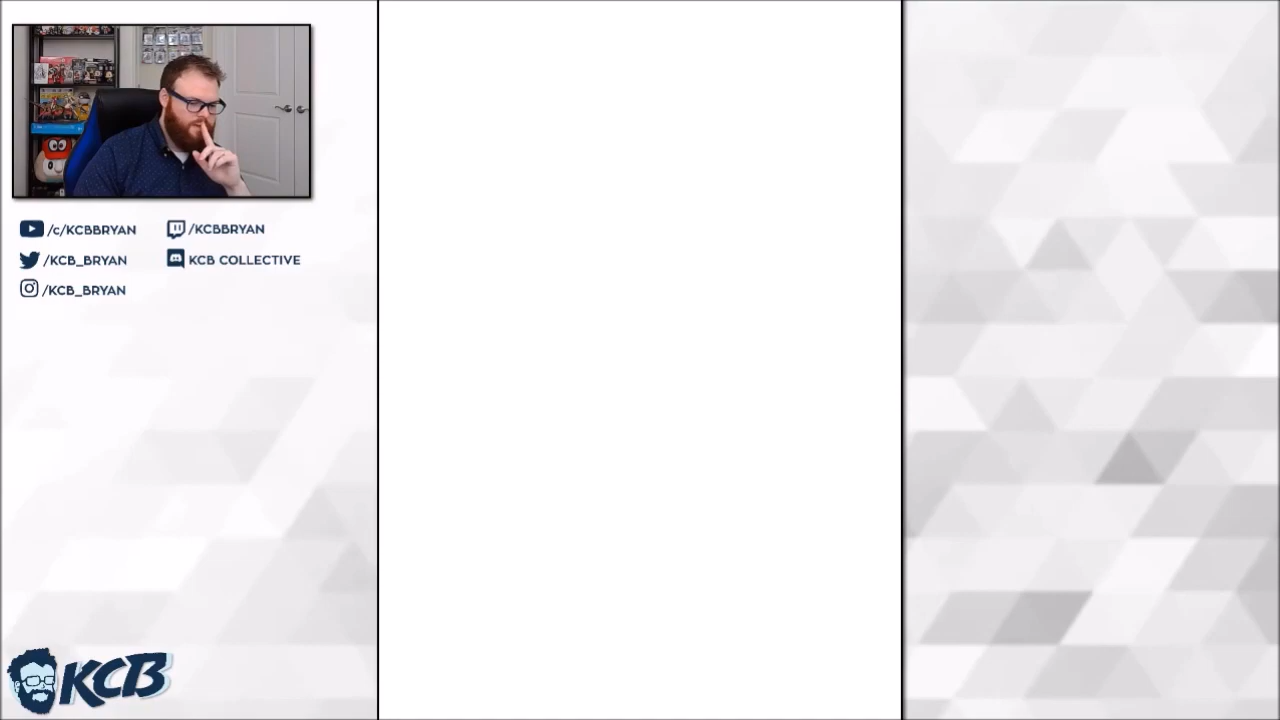 /c/KCBBRYAN
/KCBBRYAN
/KCB_BRYAN
KCB COLLECTIVE
/KCB_BRYAN
KCB